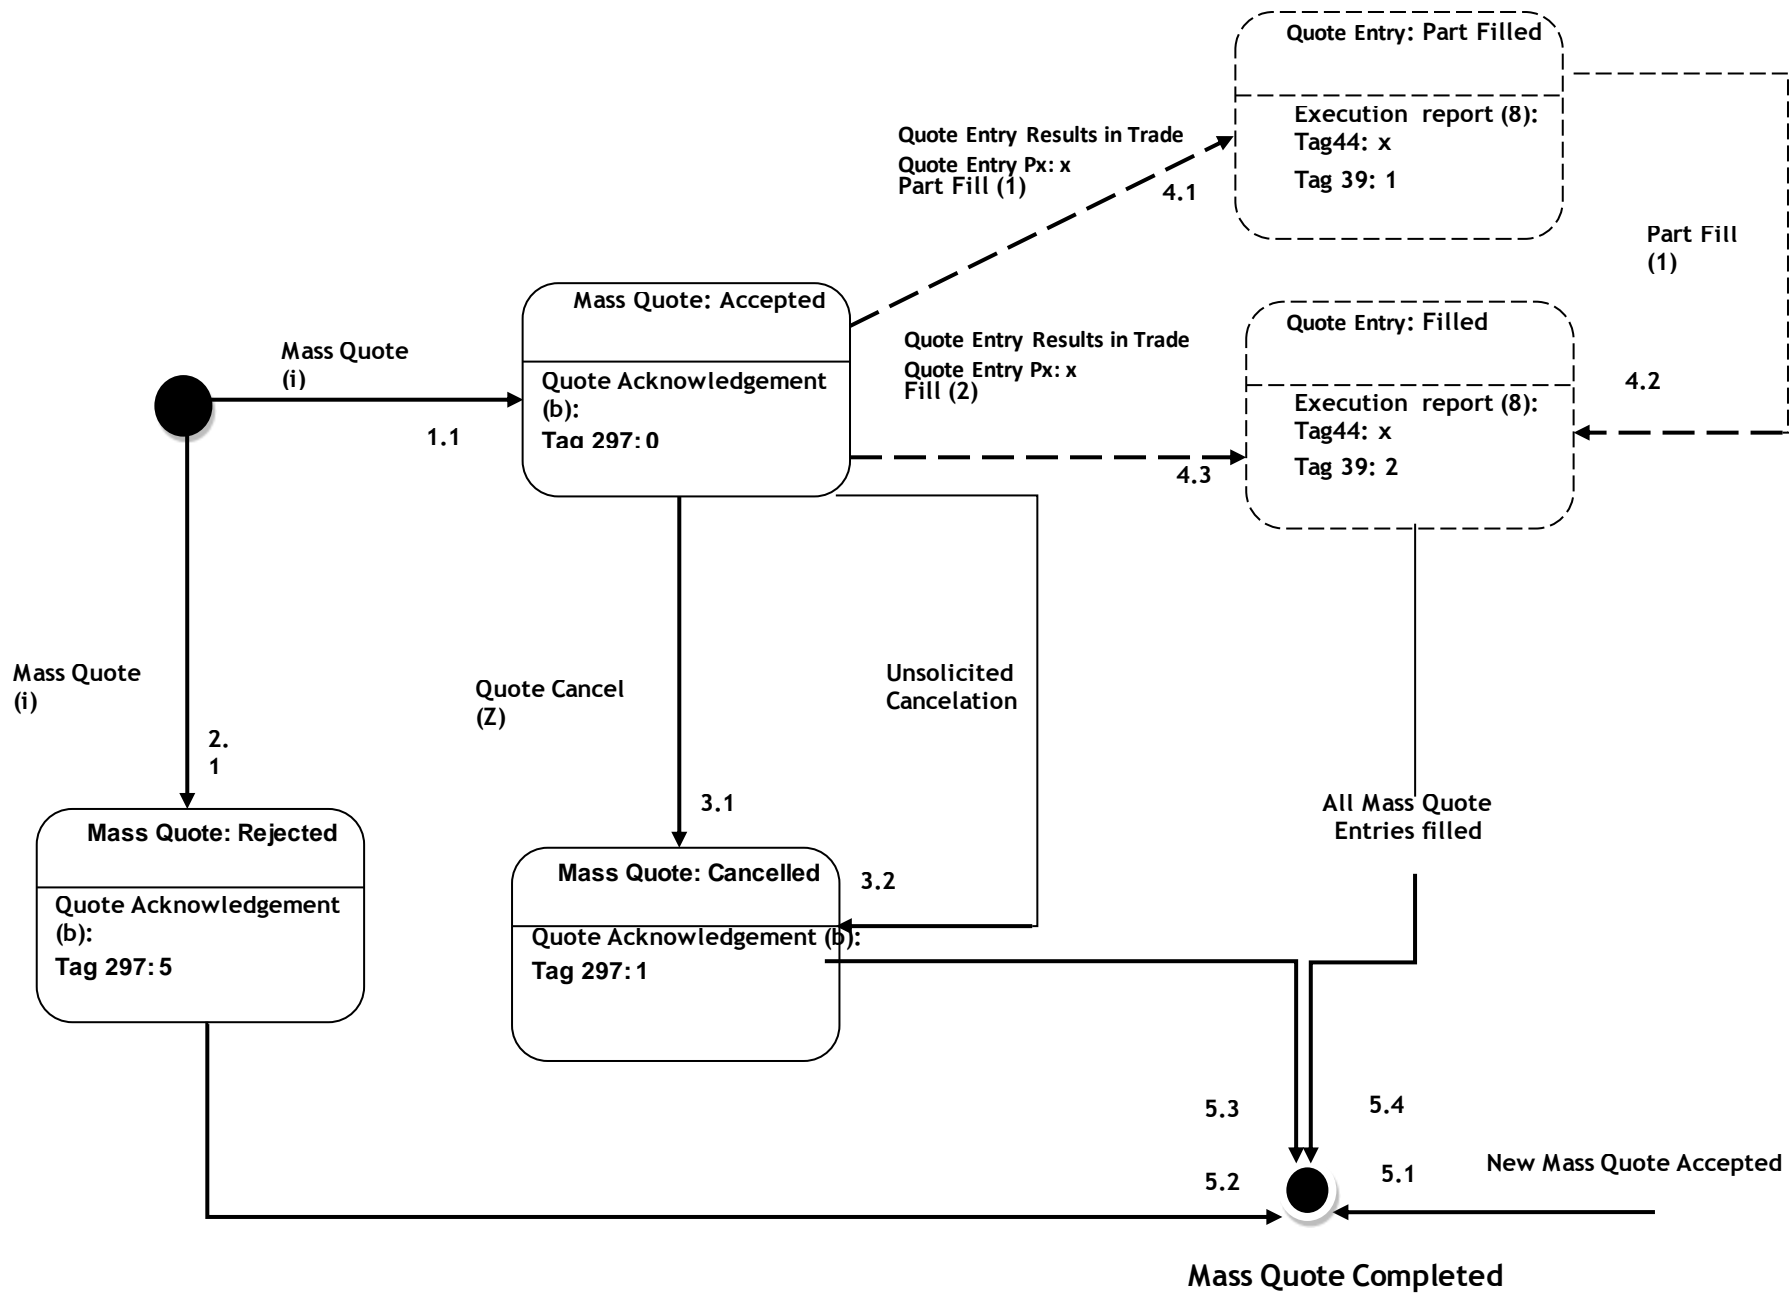 Quote Entry: Part Filled
Execution report (8):
Tag44: x
Tag 39: 1
Quote Entry Results in Trade
Quote Entry Px: x
Part Fill (1)
4.1
Part Fill
(1)
Mass Quote: Accepted
Quote Acknowledgement
(b):
Tag 297: 0
Mass Quote
(i)
1.1
Quote Entry Results in Trade
Quote Entry Px: x
Fill (2)
4.3
Quote Entry: Filled
Execution report (8):
Tag44: x
Tag 39: 2
4.2
Mass Quote
(i)
2.
1
Quote Cancel
(Z)
3.1
Unsolicited
Cancelation
3.2
All Mass Quote
Entries filled
Mass Quote: Rejected
Quote Acknowledgement
(b):
Tag 297: 5
Mass Quote: Cancelled
Quote Acknowledgement (b):
Tag 297: 1
5.3
5.4
5.2
5.1
New Mass Quote Accepted
Mass Quote Completed